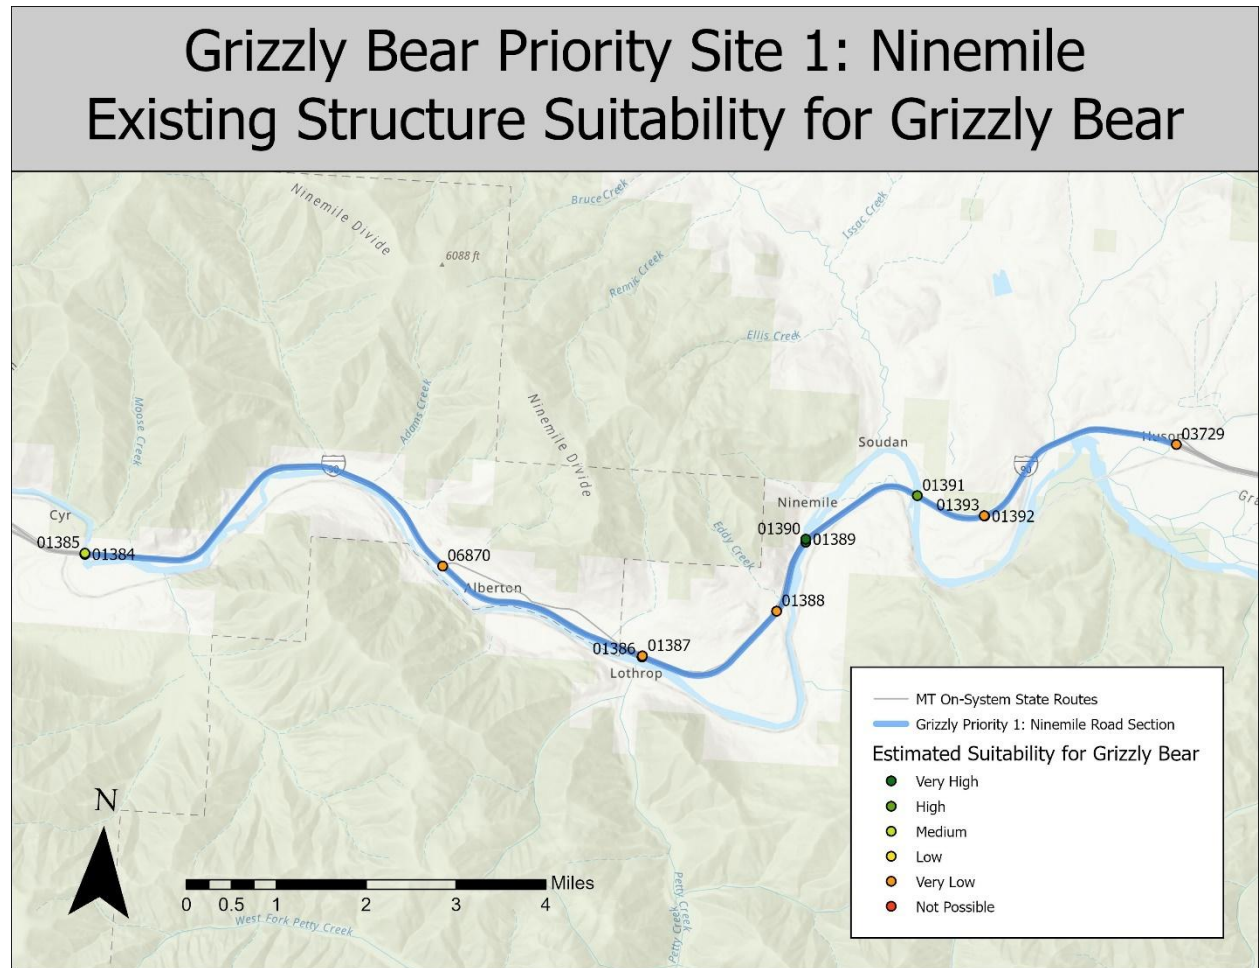 Grizzly Bear Priority Site 1: Ninemile
Existing Structure Suitability for Grizzly Bear
Ninemile Divide
Bruce Creek
Issac Creek
6088 ft
Rennic Creek
Ellis Creek
Moose Creek
Adams Creek
Ninemile Divide
90
Soudan
Huson
03729
90
Cyr
01385
01384
06870
Alberton
Ninemile
Eddy Creek
01390
01389
01391
01393
01392
01388
01386
01387
Lothrop
MT On-System State Routes
Grizzly Priority 1: Ninemile Road Section
Estimated Suitability for Grizzly Bear
Very High
High
Medium
Low
Very Low
Not Possible
N
Miles
0 0.5 1 2 3 4
West Fork Petty Creek
Petty Creek
Petty Creek